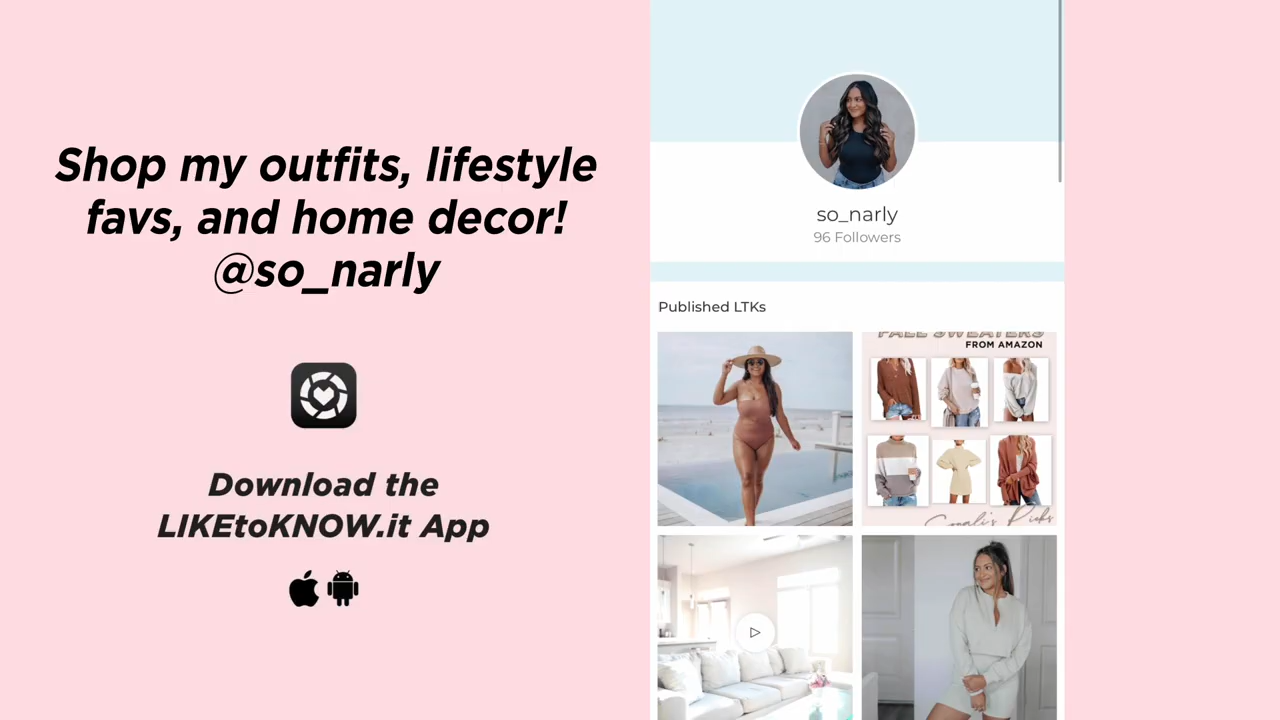 Shop my outfits, lifestyle
favs, and home decor!
@so_narly
Download the
LIKEtoKNOW.it App
so_narly
96 Followers
Published LTKs
FALL SWEATERS
FROM AMAZON
Picks